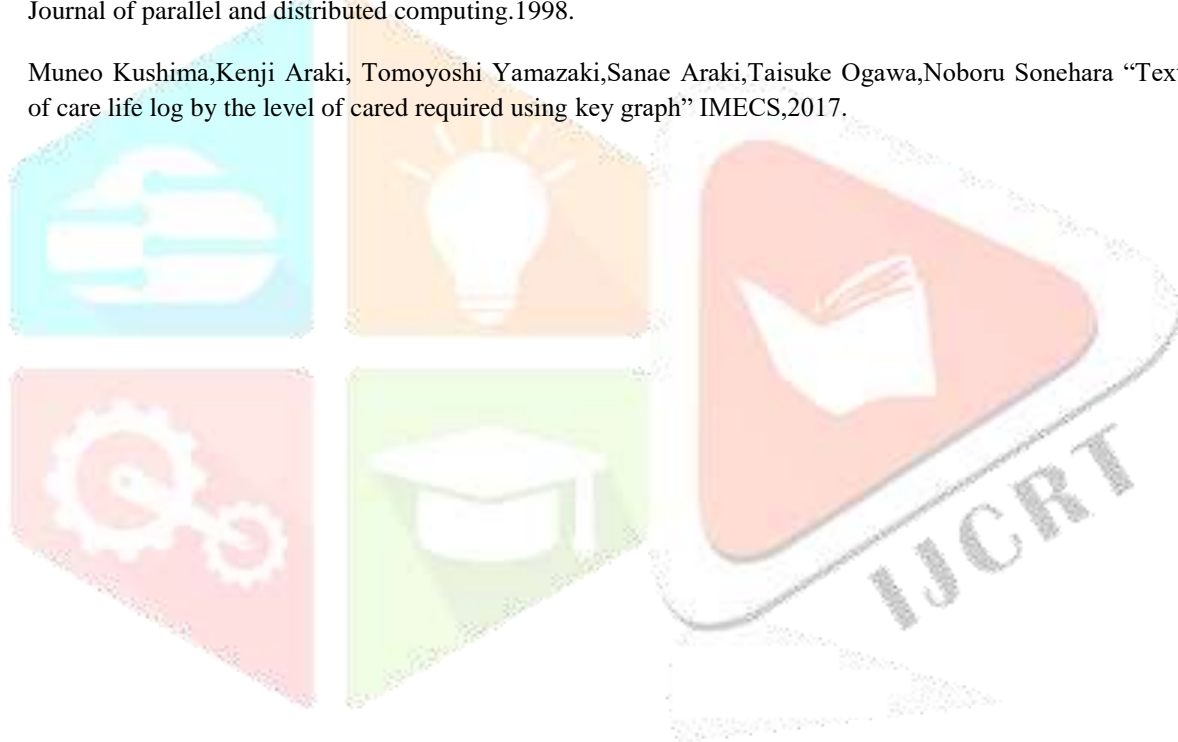 Journal of parallel and distributed computing.1998.
Muneo Kushima,Kenji Araki, Tomoyoshi Yamazaki,Sanae Araki,Taisuke Ogawa,Noboru Sonehara “Tex
of care life log by the level of cared required using key graph” IMECS,2017.
IJCRT